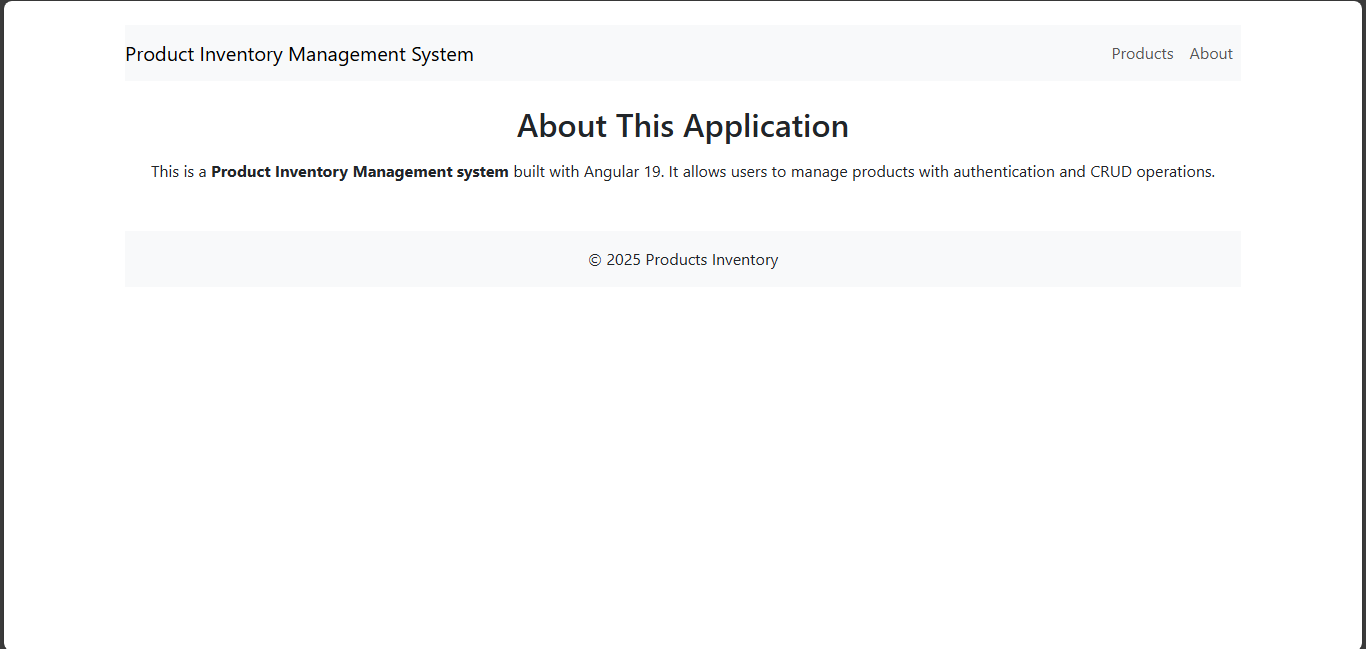 Product Inventory Management System
Products About
About This Application
This is a Product Inventory Management system built with Angular 19. It allows users to manage products with authentication and CRUD operations.
© 2025 Products Inventory